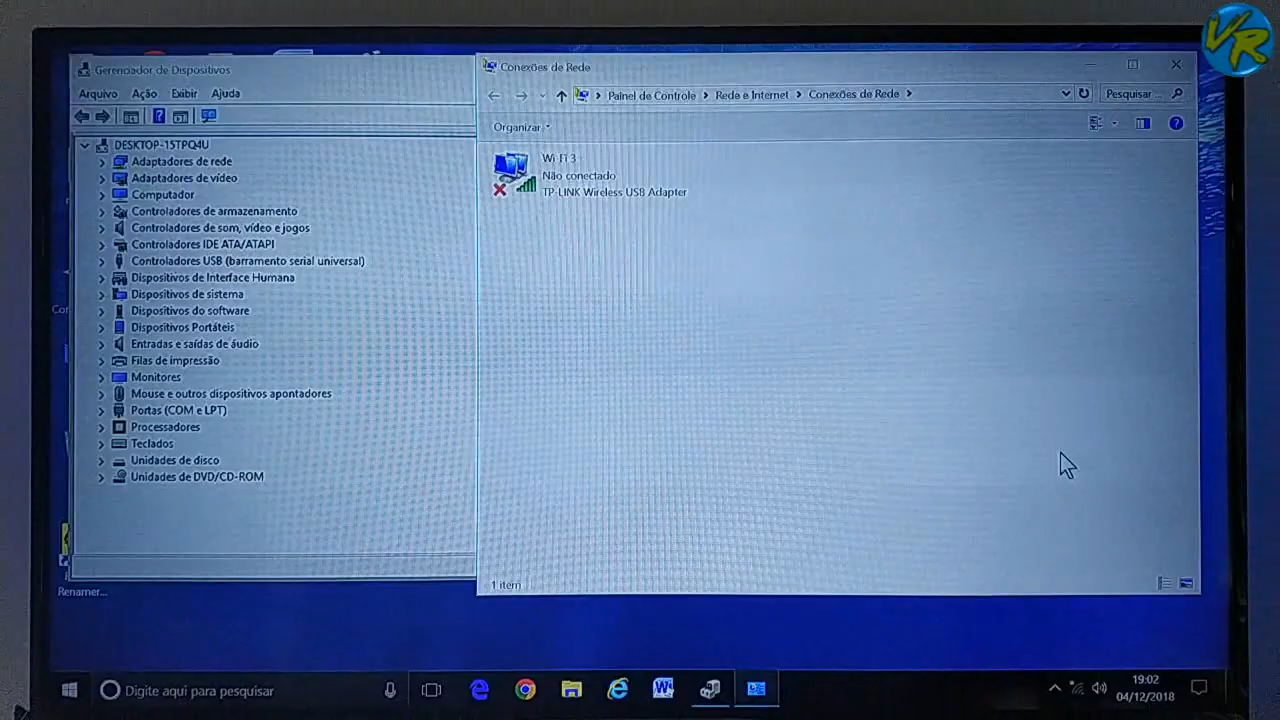 VR
Gerenciador de Dispositivos
Arquivo Ação Exibir Ajuda
DESKTOP-15TPQ4U
Adaptadores de rede
Adaptadores de vídeo
Computador
Controladores de armazenamento
Controladores de som, vídeo e jogos
Controladores IDE ATA/ATAPI
Controladores USB (barramento serial universal)
Dispositivos de Interface Humana
Dispositivos de sistema
Dispositivos do software
Dispositivos Portáteis
Entradas e saídas de áudio
Filas de impressão
Monitores
Mouse e outros dispositivos apontadores
Portas (COM e LPT)
Processadores
Teclados
Unidades de disco
Unidades de DVD/CD-ROM
Conexões de Rede
Painel de Controle > Rede e Internet > Conexões de Rede >
Pesquisar ...
Organizar
Wi-Fi 3
Não conectado
TP-LINK Wireless USB Adapter
1 item
Renamer...
Digite aqui para pesquisar
19:02
04/12/2018